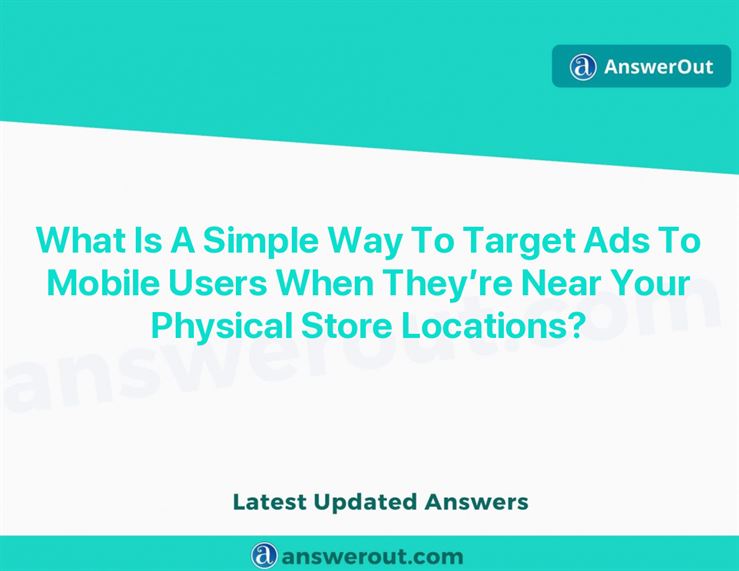 AnswerOut
What Is A Simple Way To Target Ads To
Mobile Users When They’re Near Your
Physical Store Locations?
answerout.com
Latest Updated Answers
answerout.com